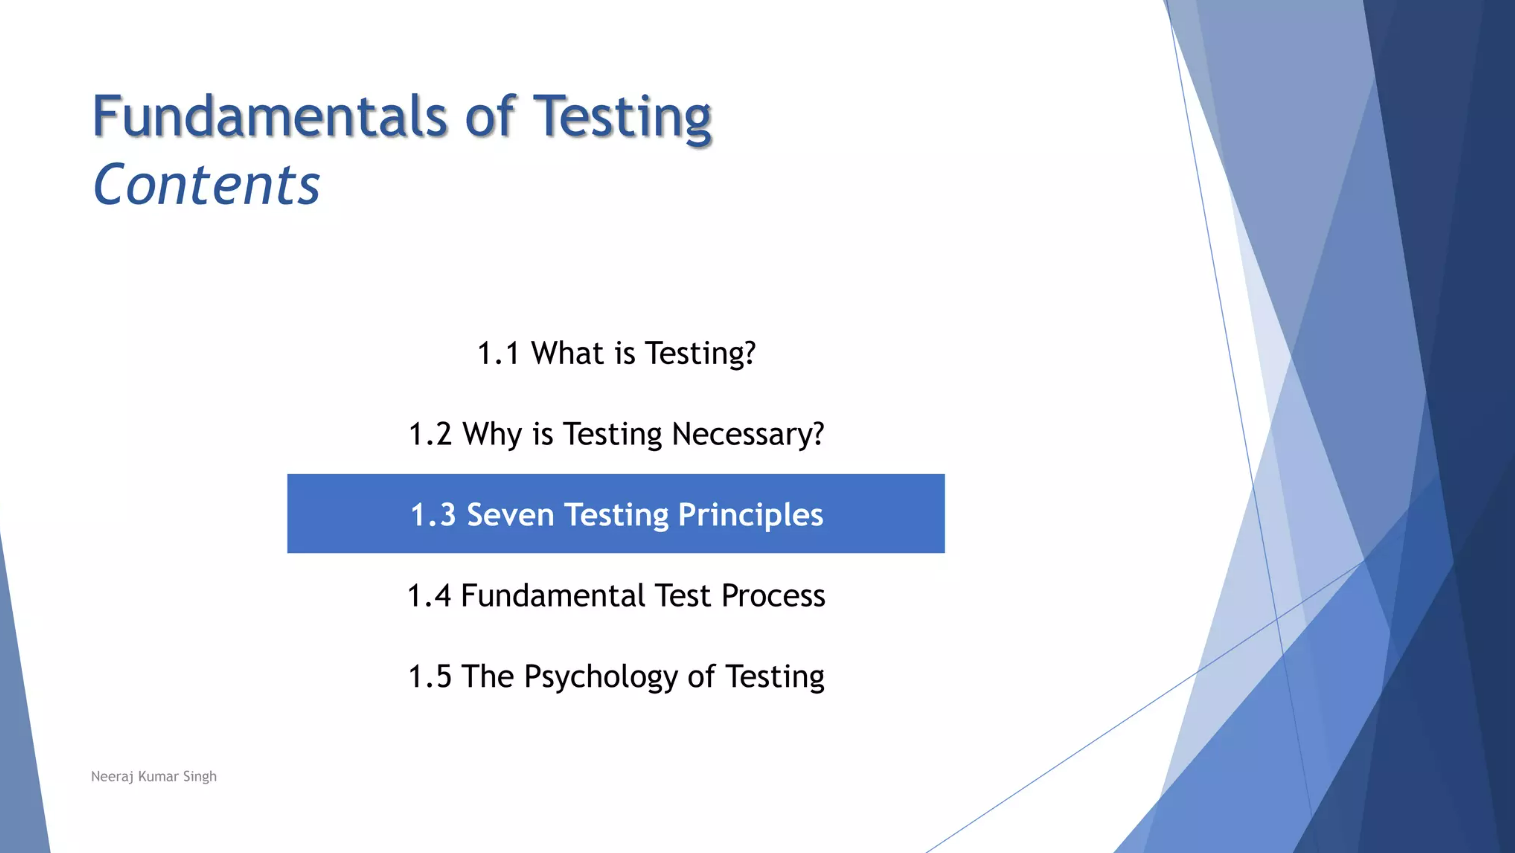 Fundamentals of Testing
Contents
1.1 What is Testing?
1.2 Why is Testing Necessary?
1.3 Seven Testing Principles
1.4 Fundamental Test Process
1.5 The Psychology of Testing
Neeraj Kumar Singh